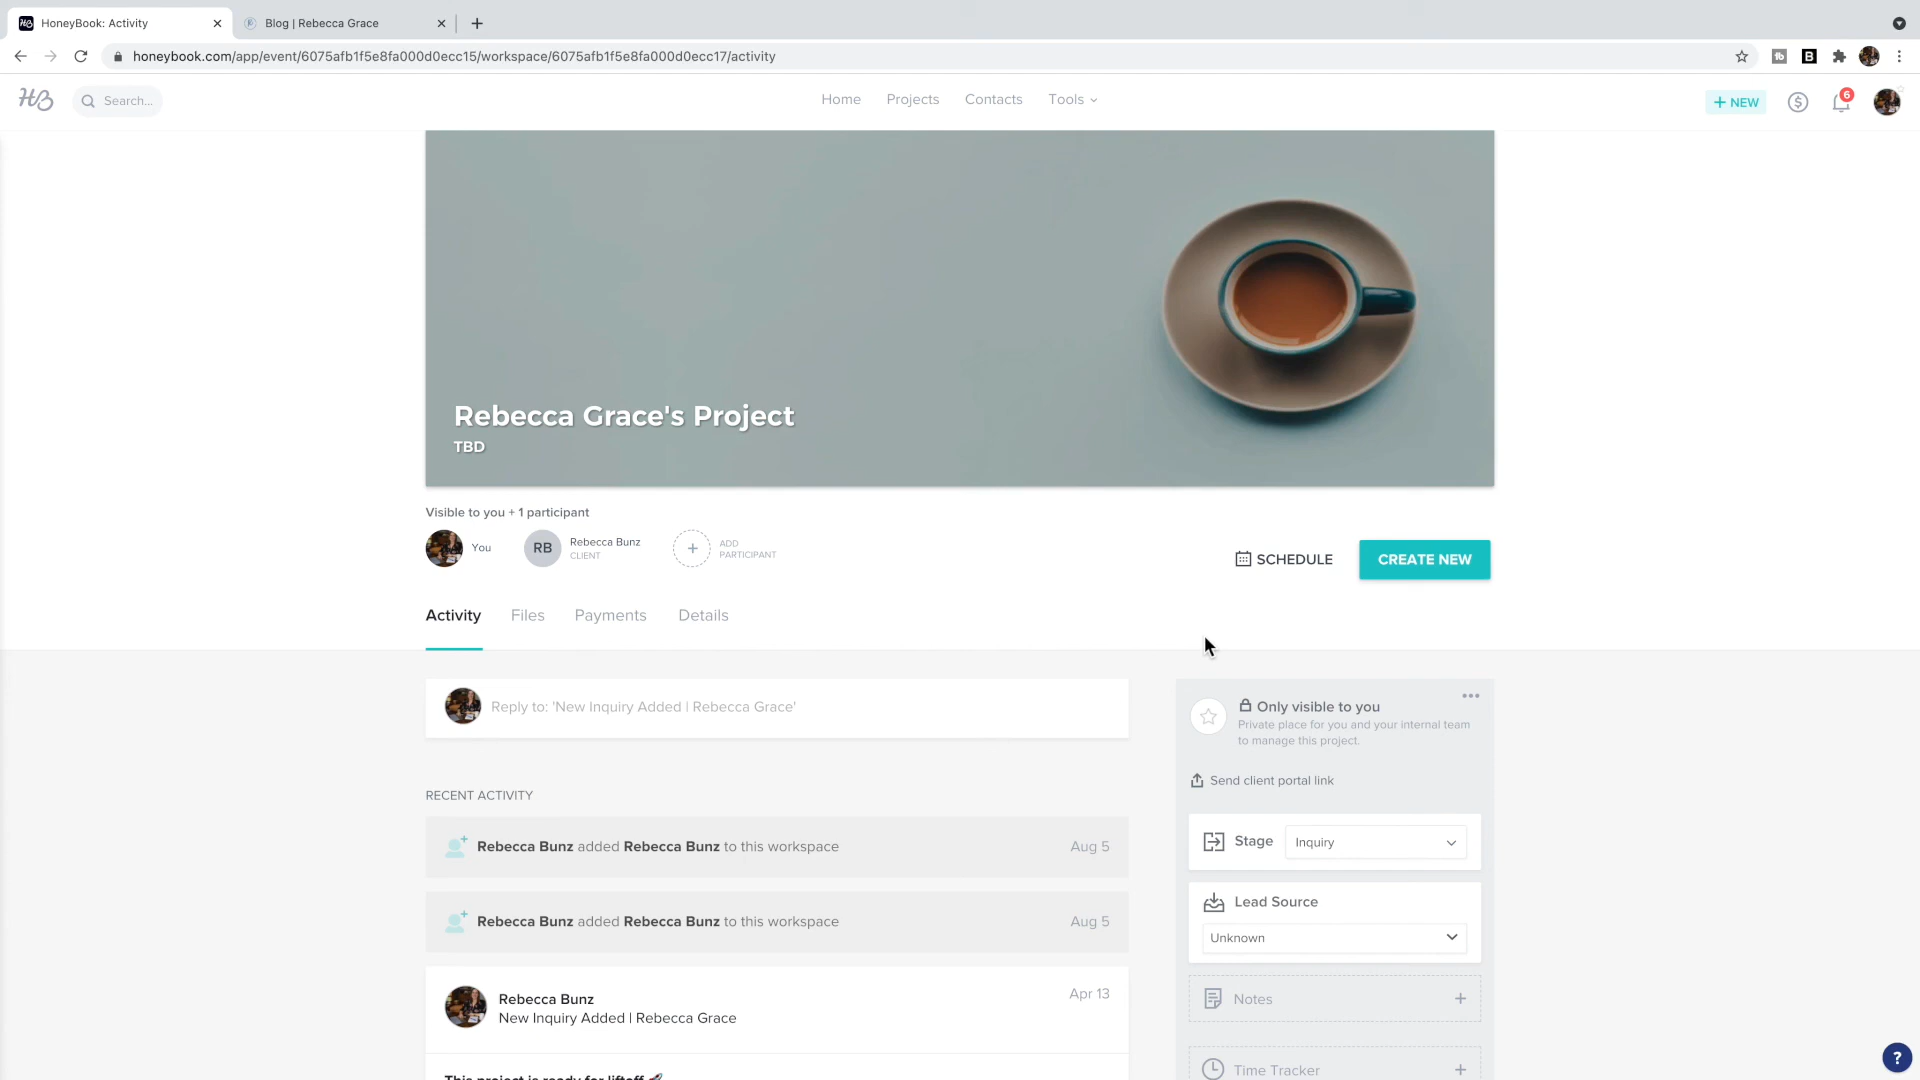 HoneyBook: Activity
Blog | Rebecca Grace
honeybook.com/app/event/6075afb1f5e8fa000d0ecc15/workspace/6075afb1f5e8fa000d0ecc17/activity
HB
Search...
Home
Projects
Contacts
Tools
+ NEW
6
Rebecca Grace's Project
TBD
Visible to you + 1 participant
You
RB
Rebecca Bunz
CLIENT
ADD
PARTICIPANT
SCHEDULE
CREATE NEW
Activity
Files
Payments
Details
Reply to: 'New Inquiry Added | Rebecca Grace'
RECENT ACTIVITY
Rebecca Bunz added Rebecca Bunz to this workspace
Aug 5
Rebecca Bunz added Rebecca Bunz to this workspace
Aug 5
Rebecca Bunz
New Inquiry Added | Rebecca Grace
Apr 13
This project is ready for liftoff 🚀
Only visible to you
Private place for you and your internal team
to manage this project.
Send client portal link
Stage
Inquiry
Lead Source
Unknown
Notes
Time Tracker
?